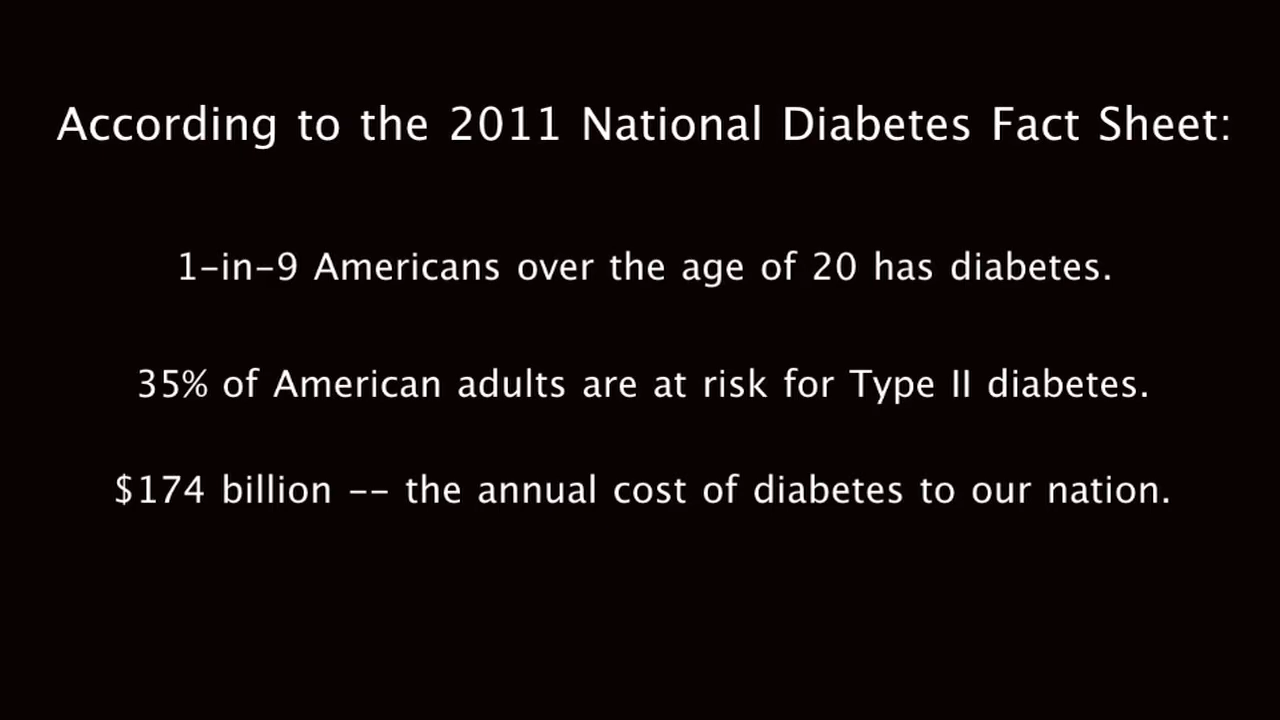 According to the 2011 National Diabetes Fact Sheet:
1-in-9 Americans over the age of 20 has diabetes.
35% of American adults are at risk for Type II diabetes.
$174 billion -- the annual cost of diabetes to our nation.